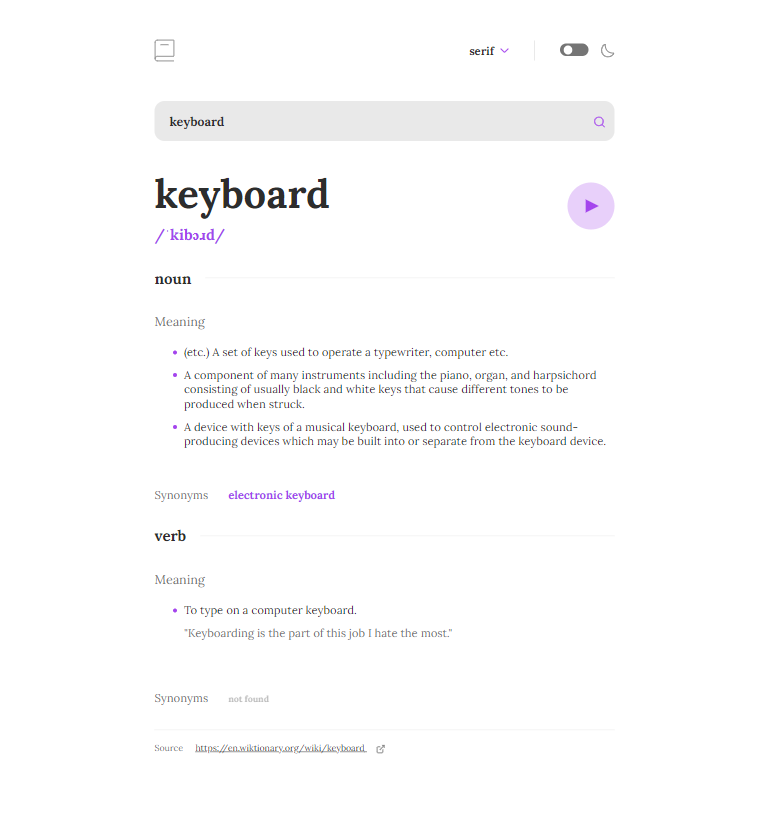 serif
keyboard
keyboard
/ˈkibɔɹd/
noun
Meaning
(etc.) A set of keys used to operate a typewriter, computer etc.
A component of many instruments including the piano, organ, and harpsichord
consisting of usually black and white keys that cause different tones to be
produced when struck.
A device with keys of a musical keyboard, used to control electronic sound-
producing devices which may be built into or separate from the keyboard device.
Synonyms electronic keyboard
verb
Meaning
To type on a computer keyboard.
"Keyboarding is the part of this job I hate the most."
Synonyms not found
Source https://en.wiktionary.org/wiki/keyboard